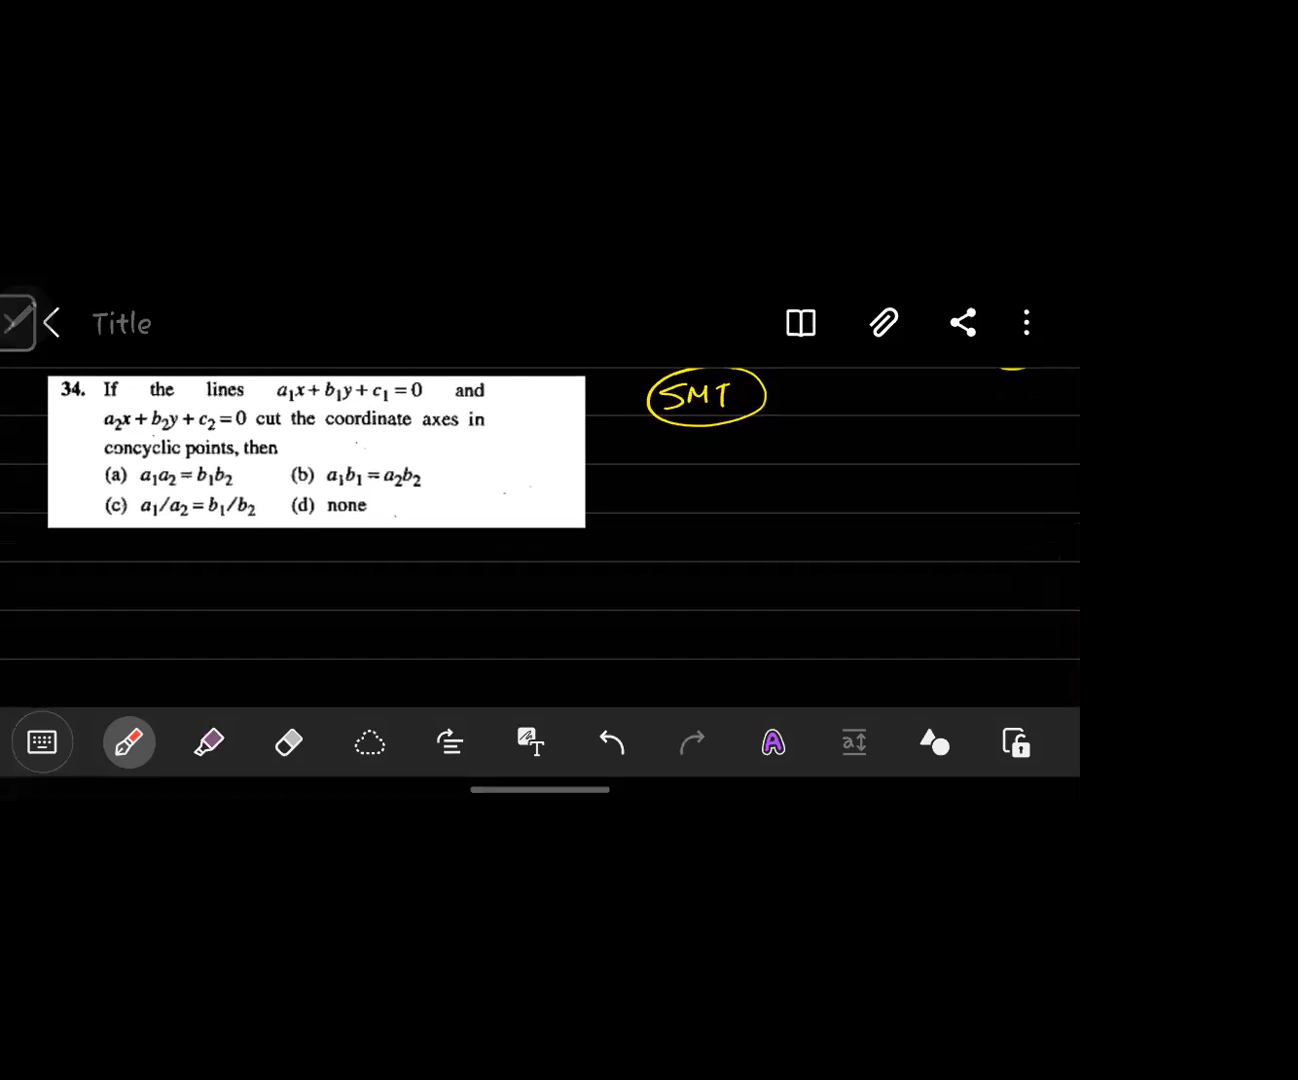 Title
34. If the lines a₁x + b₁y + c₁ = 0 and
a₂x + b₂y + c₂ = 0 cut the coordinate axes in
concyclic points, then
(a) a₁a₂ = b₁b₂ (b) a₁b₁ = a₂b₂
(c) a₁/a₂ = b₁/b₂ (d) none
SMT